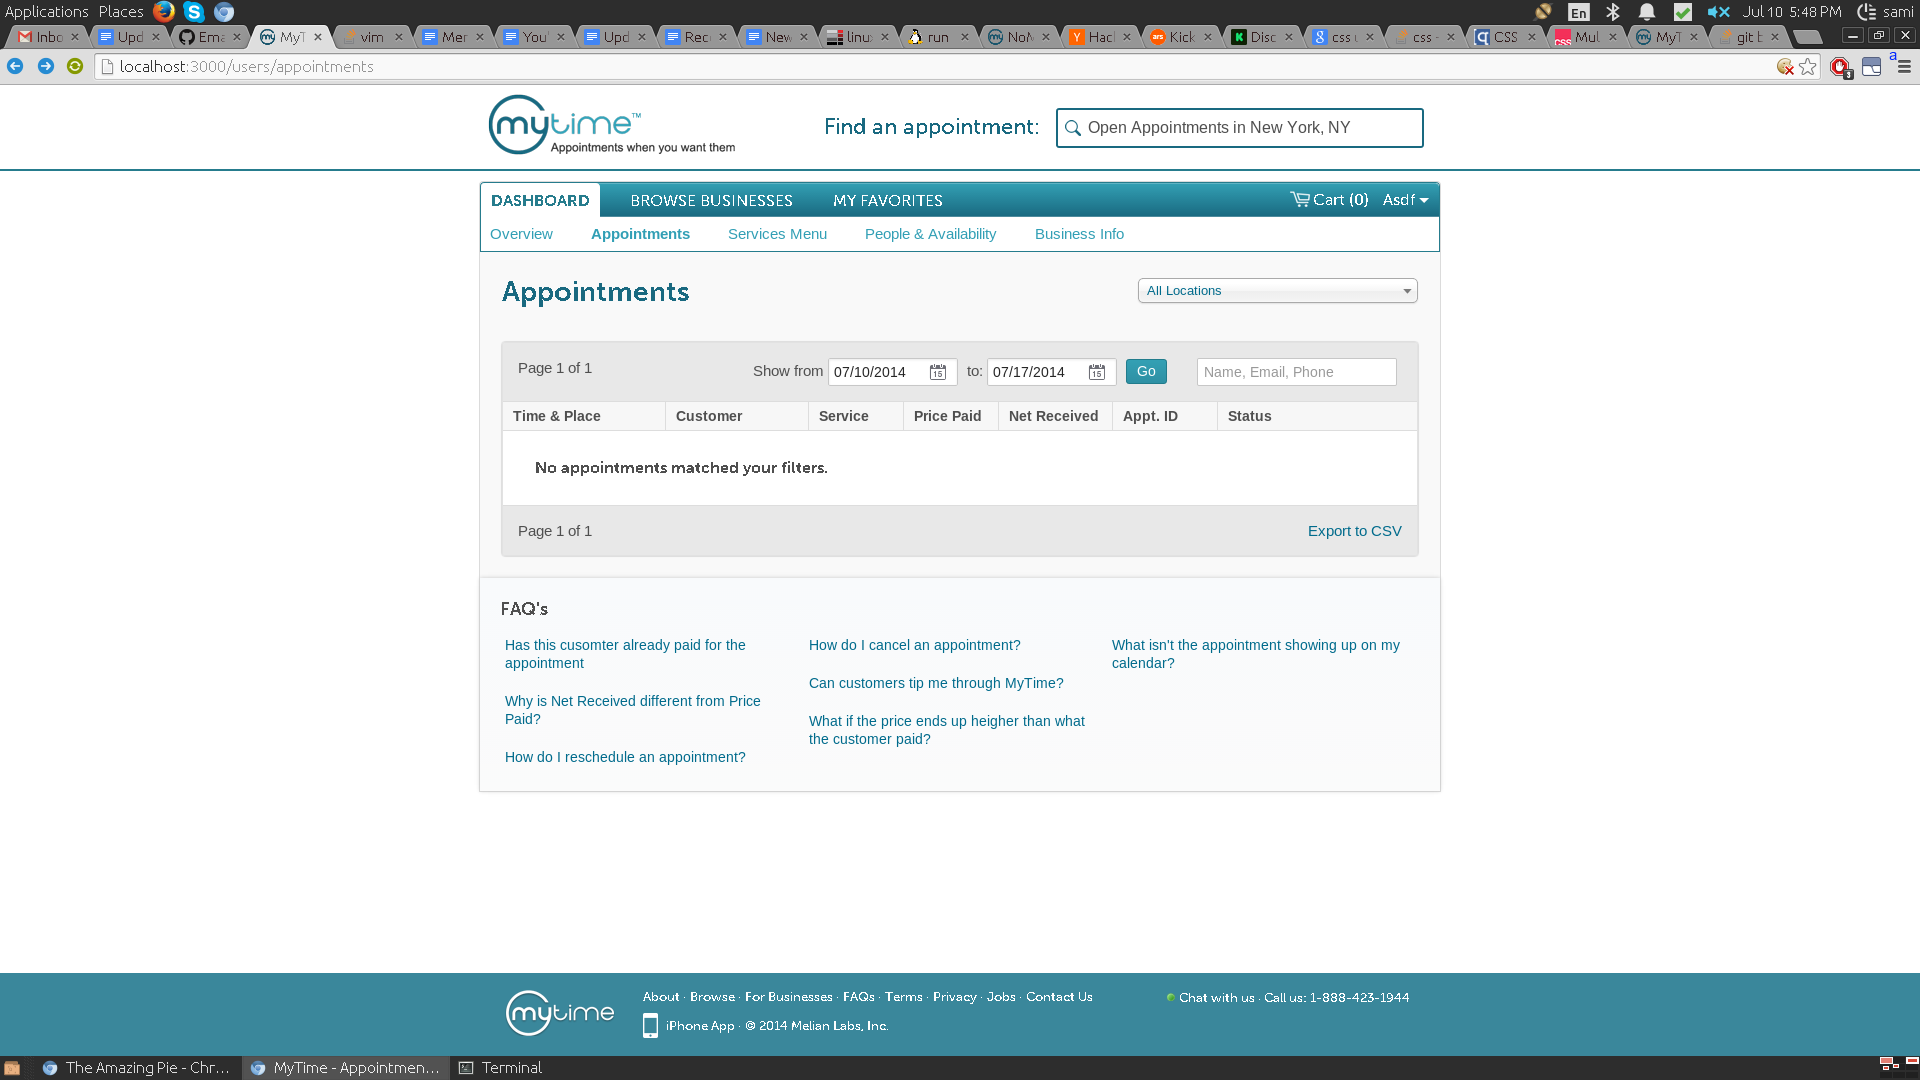 Applications Places En Jul 10 5:48 PM sami
Inbo Upd Ema MyT vim Mer You' Upd Rec New linu run NoM Hac Kick Disc css u css - CSS Mul MyT git b
localhost:3000/users/appointments
mytime™
Appointments when you want them
Find an appointment: Open Appointments in New York, NY
DASHBOARD BROWSE BUSINESSES MY FAVORITES Cart (0) Asdf
Overview Appointments Services Menu People & Availability Business Info
Appointments All Locations
Page 1 of 1 Show from 07/10/2014 to: 07/17/2014 Go Name, Email, Phone
Time & Place Customer Service Price Paid Net Received Appt. ID Status
No appointments matched your filters.
Page 1 of 1 Export to CSV
FAQ's
Has this cusomter already paid for the
appointment
Why is Net Received different from Price
Paid?
How do I reschedule an appointment?
How do I cancel an appointment?
Can customers tip me through MyTime?
What if the price ends up heigher than what
the customer paid?
What isn't the appointment showing up on my
calendar?
mytime
About · Browse · For Businesses · FAQs · Terms · Privacy · Jobs · Contact Us
iPhone App · © 2014 Melian Labs, Inc.
Chat with us · Call us: 1-888-423-1944
The Amazing Pie - Chr... MyTime - Appointmen... Terminal